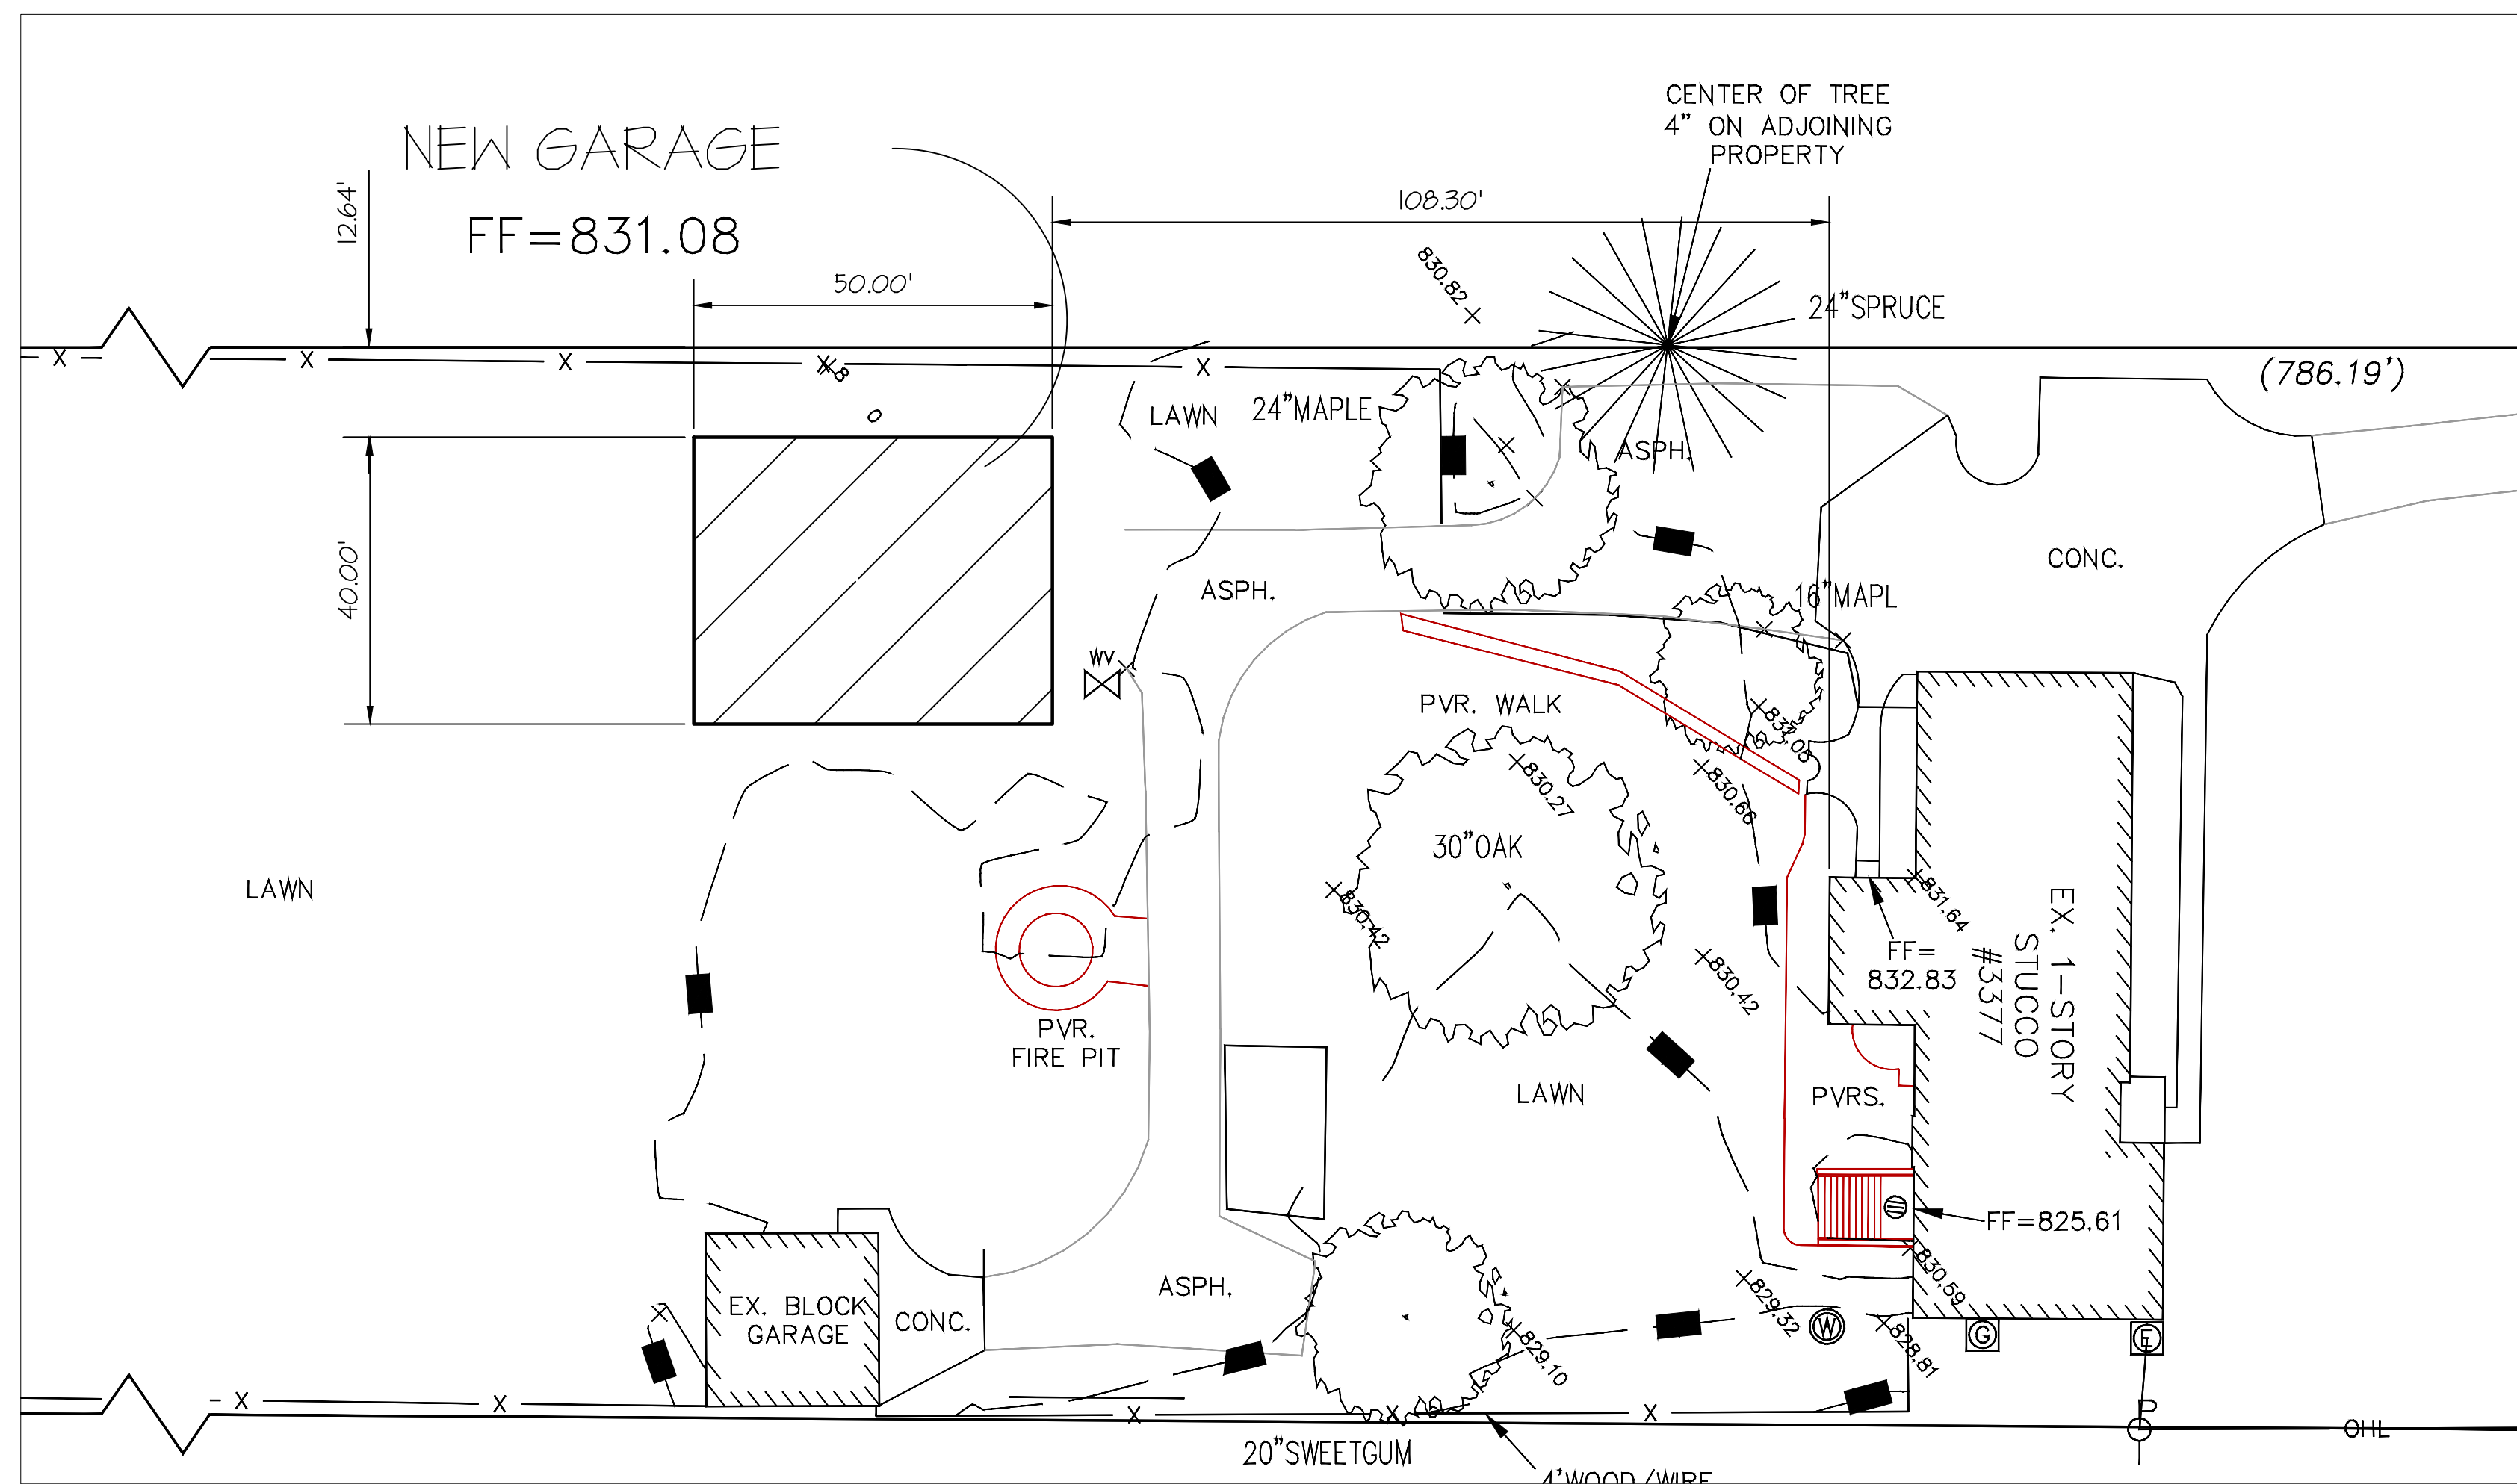 CENTER OF TREE
4" ON ADJOINING
PROPERTY
NEW GARAGE
FF=831.08
12.64'
108.30'
50.00'
830.82
24"SPRUCE
(786.19')
X
X
X
X
X
LAWN
24"MAPLE
ASPH.
CONC.
40.00'
ASPH.
16"MAPL
WV
PVR. WALK
831.05
830.27
830.66
30"OAK
LAWN
830.42
831.64
EX. 1-STORY
STUCCO
#3377
FF=
832.83
830.42
PVR.
FIRE PIT
LAWN
PVRS.
FF=825.61
830.59
829.32
ASPH.
EX. BLOCK
GARAGE
CONC.
829.10
W
828.81
G
E
X
X
X
X
X
OHL
20"SWEETGUM
4'WOOD/WIRE